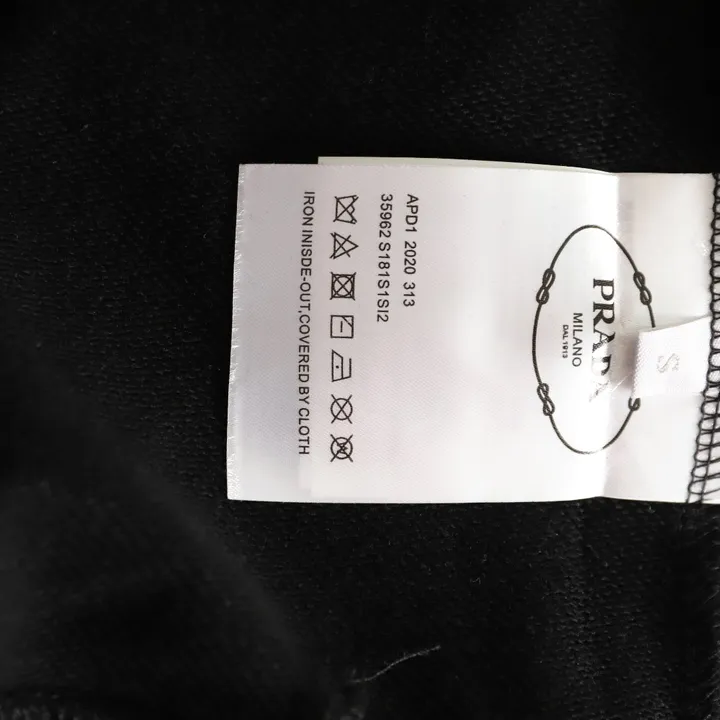 PRADA
MILANO
DAL 1913
S
APD1 2020 313
35962 S181S1SI2
IRON INISDE-OUT,COVERED BY CLOTH